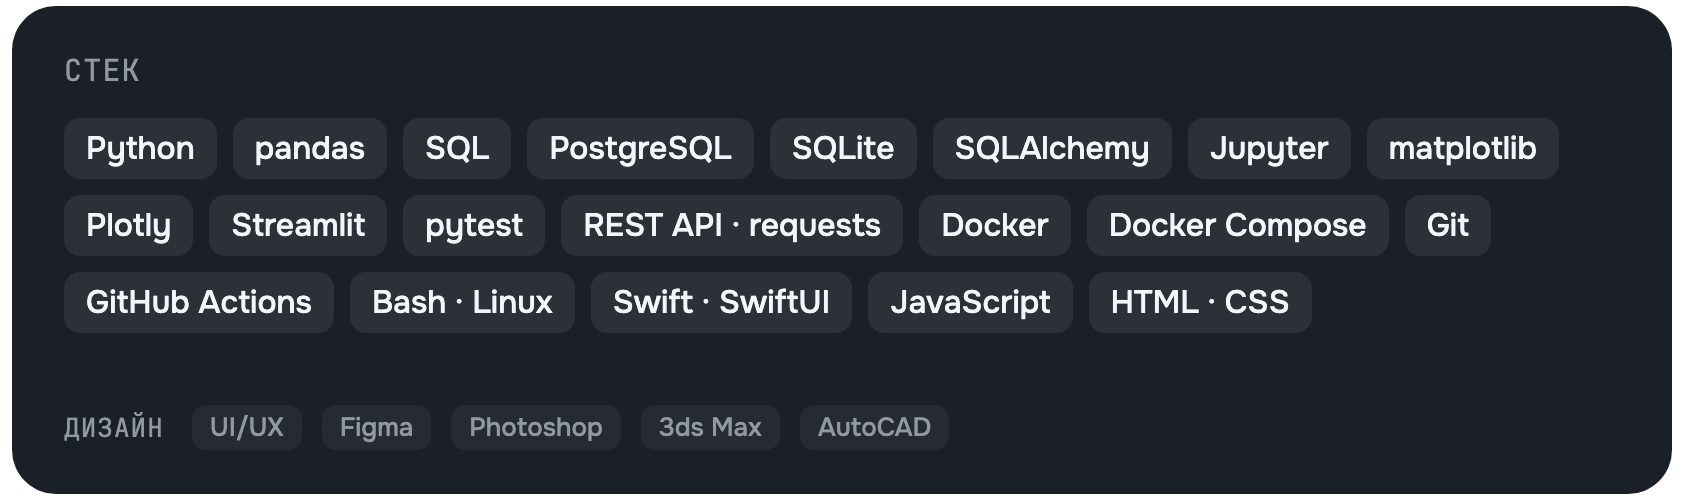 СТЕК
Python pandas SQL PostgreSQL SQLite SQLAlchemy Jupyter matplotlib
Plotly Streamlit pytest REST API · requests Docker Docker Compose Git
GitHub Actions Bash · Linux Swift · SwiftUI JavaScript HTML · CSS
ДИЗАЙН UI/UX Figma Photoshop 3ds Max AutoCAD